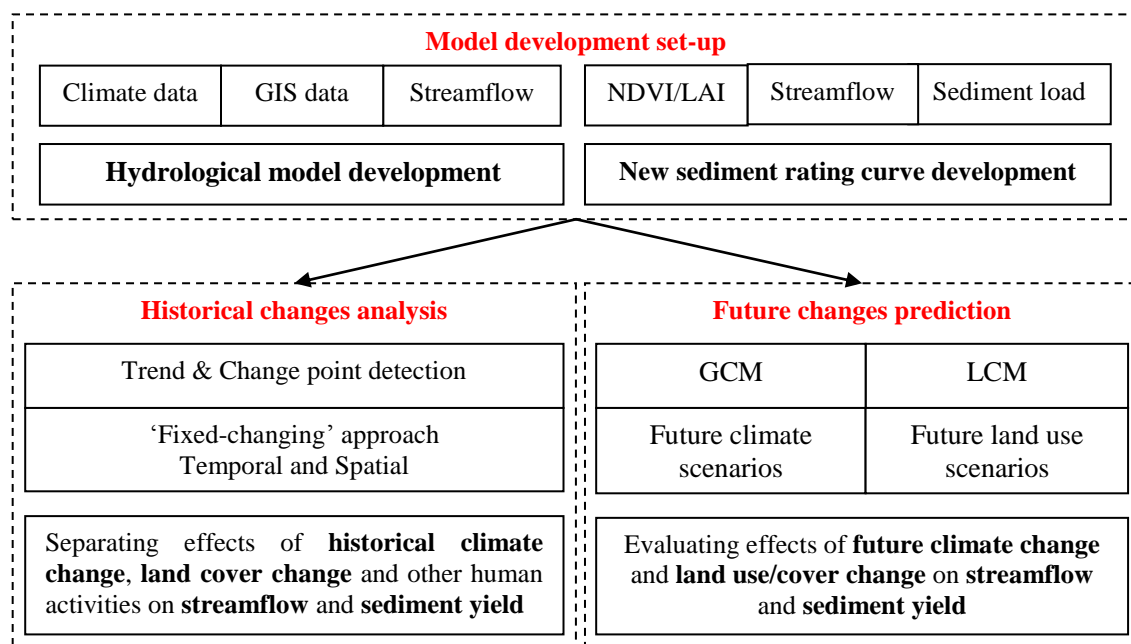 Model development set-up
Climate data
GIS data
Streamflow
NDVI/LAI
Streamflow
Sediment load
Hydrological model development
New sediment rating curve development
Historical changes analysis
Trend & Change point detection
‘Fixed-changing’ approach
Temporal and Spatial
Separating effects of historical climate
change, land cover change and other human
activities on streamflow and sediment yield
Future changes prediction
GCM
LCM
Future climate
scenarios
Future land use
scenarios
Evaluating effects of future climate change
and land use/cover change on streamflow
and sediment yield